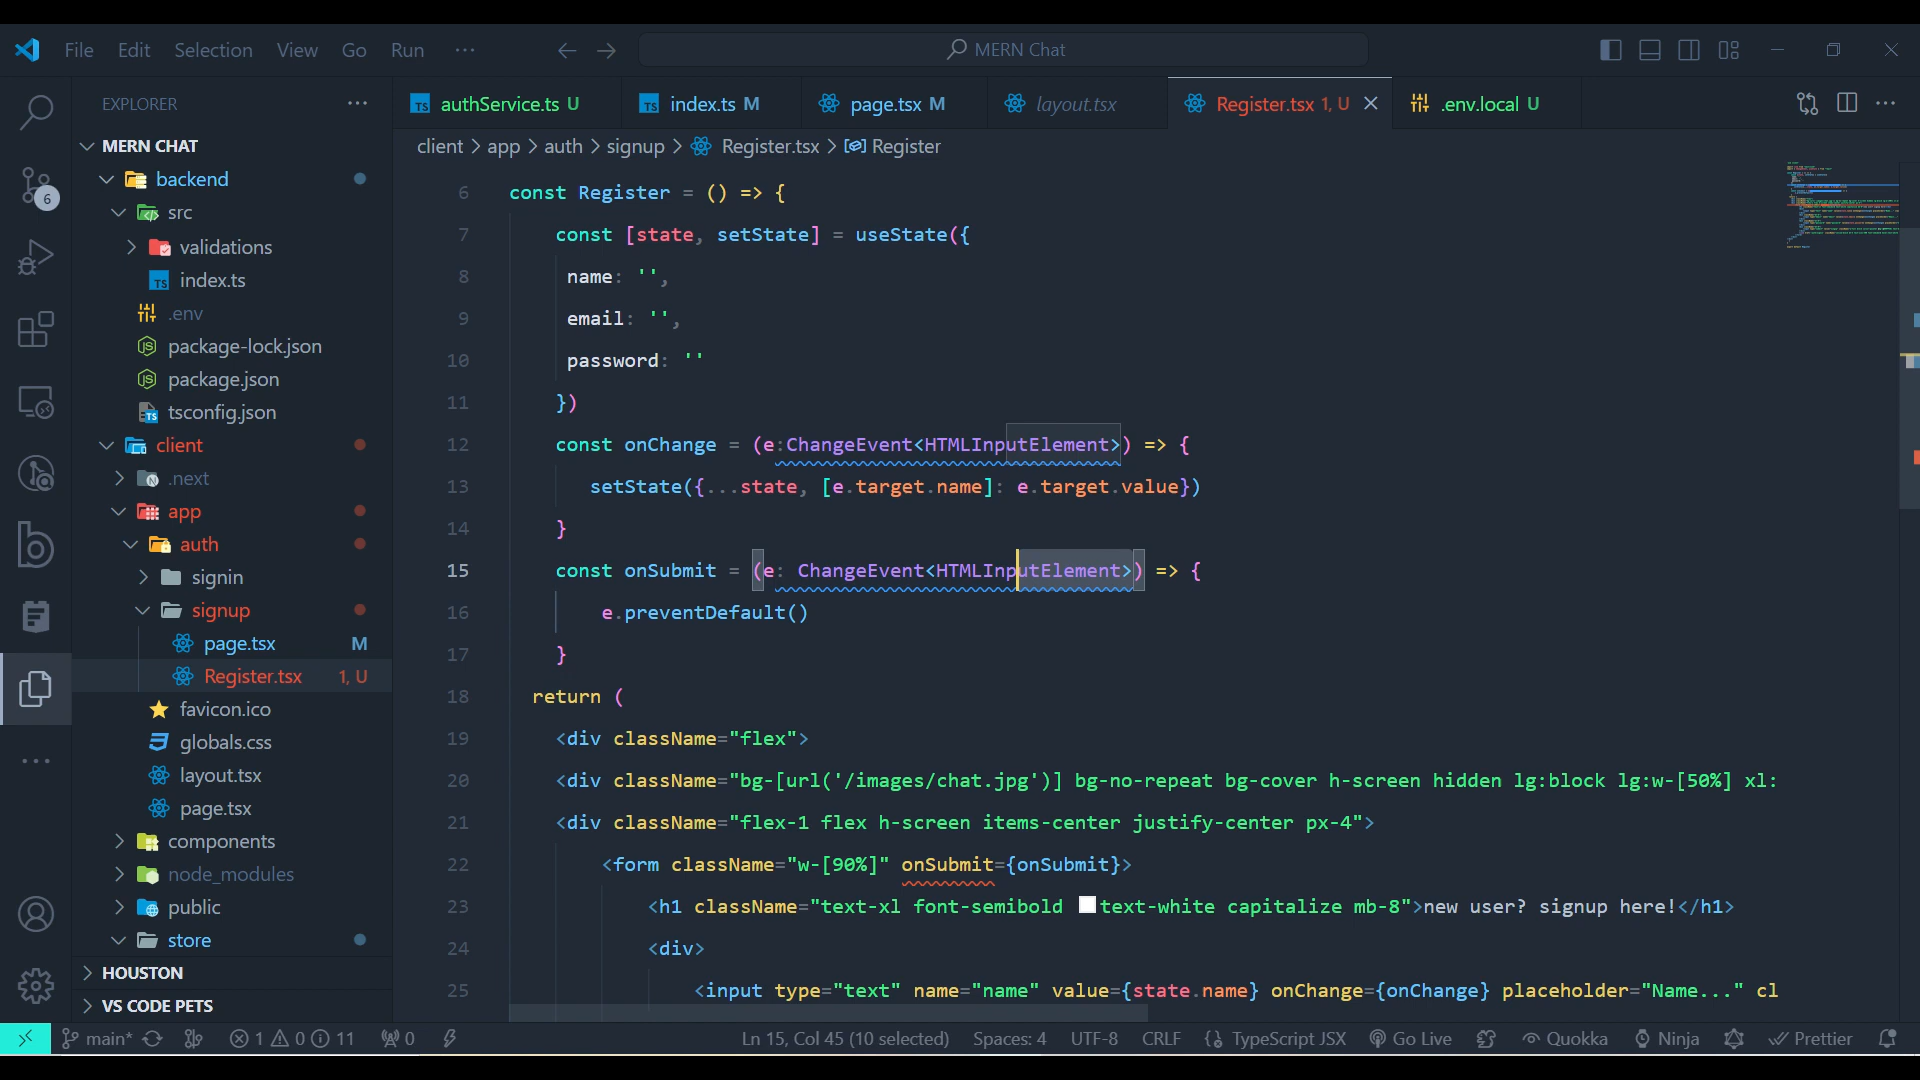 File Edit Selection View Go Run ··· MERN Chat
EXPLORER ···
authService.ts U index.ts M page.tsx M layout.tsx Register.tsx 1, U .env.local U
client > app > auth > signup > Register.tsx > Register
MERN CHAT
backend
src
validations
index.ts
.env
package-lock.json
package.json
tsconfig.json
client
.next
app
auth
signin
signup
page.tsx M
Register.tsx 1, U
favicon.ico
globals.css
layout.tsx
page.tsx
components
node_modules
public
store
HOUSTON
VS CODE PETS
6
6 const Register = () => {
7 const [state, setState] = useState({
8 name: '',
9 email: '',
10 password: ''
11 })
12 const onChange = (e:ChangeEvent<HTMLInputElement>) => {
13 setState({...state, [e.target.name]: e.target.value})
14 }
15 const onSubmit = (e: ChangeEvent<HTMLInputElement>) => {
16 e.preventDefault()
17 }
18 return (
19 <div className="flex">
20 <div className="bg-[url('/images/chat.jpg')] bg-no-repeat bg-cover h-screen hidden lg:block lg:w-[50%] xl:
21 <div className="flex-1 flex h-screen items-center justify-center px-4">
22 <form className="w-[90%]" onSubmit={onSubmit}>
23 <h1 className="text-xl font-semibold text-white capitalize mb-8">new user? signup here!</h1>
24 <div>
25 <input type="text" name="name" value={state.name} onChange={onChange} placeholder="Name..." cl
main* 1 0 11 0 Ln 15, Col 45 (10 selected) Spaces: 4 UTF-8 CRLF TypeScript JSX Go Live Quokka Ninja Prettier